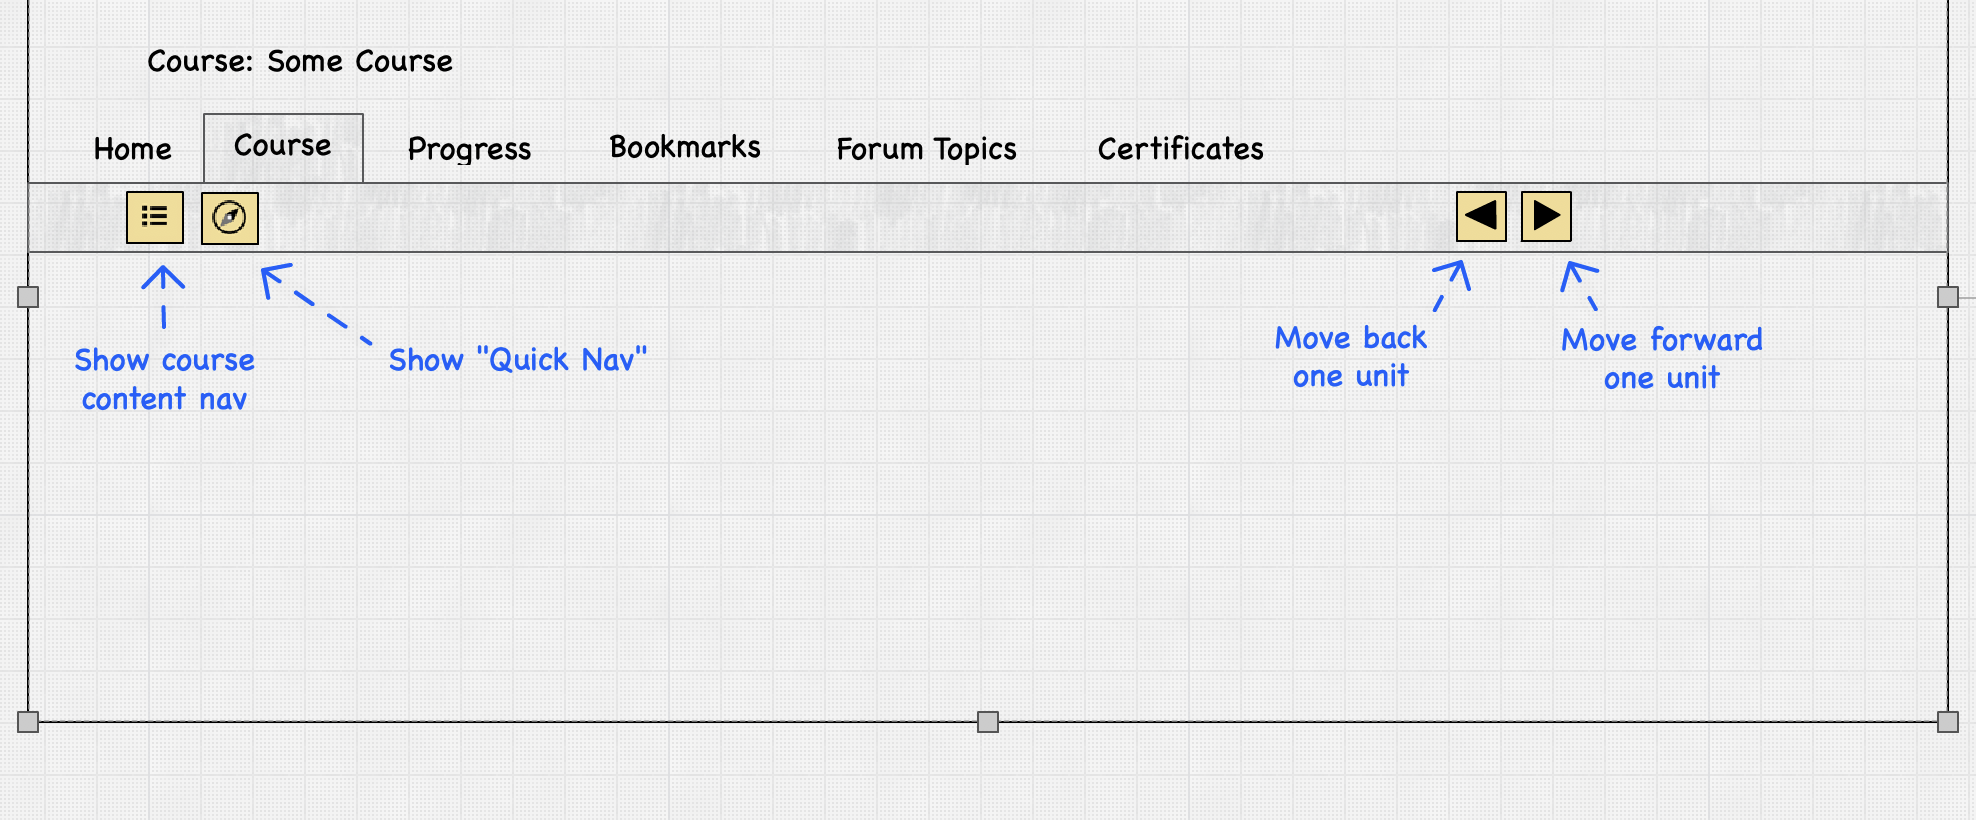 Course: Some Course
Home Course Progress Bookmarks Forum Topics Certificates
Show course
content nav
Show "Quick Nav"
Move back
one unit
Move forward
one unit